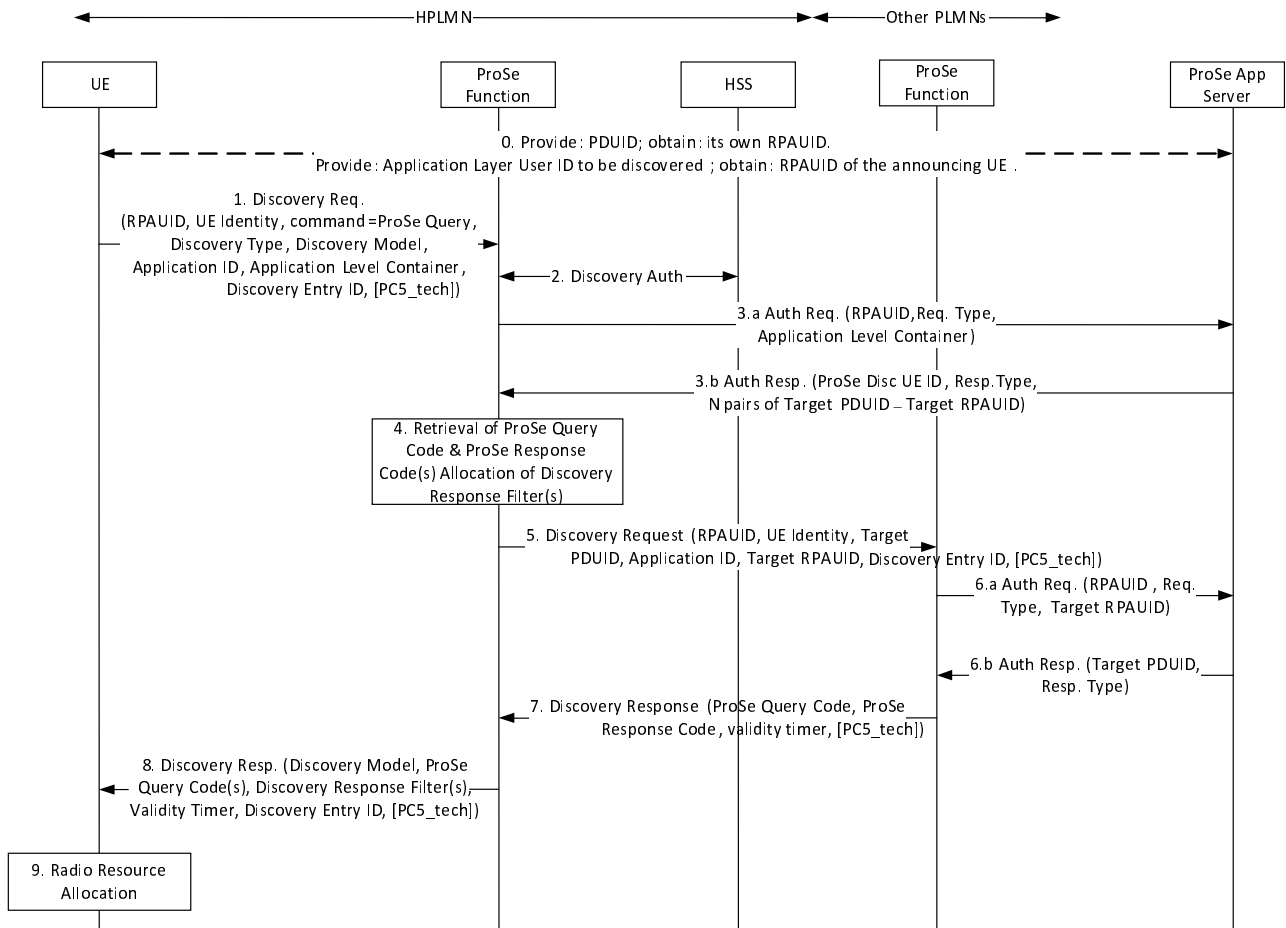 HPLMN
Other PLMNs
UE
ProSe
Function
HSS
ProSe
Function
ProSe App
Server
0. Provide: PDUID; obtain: its own RPAUID.
Provide: Application Layer User ID to be discovered ; obtain: RPAUID of the announcing UE .
1. Discovery Req.
(RPAUID, UE Identity, command=ProSe Query,
Discovery Type, Discovery Model,
Application ID, Application Level Container,
Discovery Entry ID, [PC5_tech])
2. Discovery Auth
3.a Auth Req. (RPAUID,Req. Type,
Application Level Container)
3.b Auth Resp. (ProSe Disc UE ID, Resp.Type,
N pairs of Target PDUID – Target RPAUID)
4. Retrieval of ProSe Query
Code & ProSe Response
Code(s) Allocation of Discovery
Response Filter(s)
5. Discovery Request (RPAUID, UE Identity, Target
PDUID, Application ID, Target RPAUID, Discovery Entry ID, [PC5_tech])
6.a Auth Req. (RPAUID , Req.
Type, Target RPAUID)
6.b Auth Resp. (Target PDUID,
Resp. Type)
7. Discovery Response (ProSe Query Code, ProSe
Response Code, validity timer, [PC5_tech])
8. Discovery Resp. (Discovery Model, ProSe
Query Code(s), Discovery Response Filter(s),
Validity Timer, Discovery Entry ID, [PC5_tech])
9. Radio Resource
Allocation